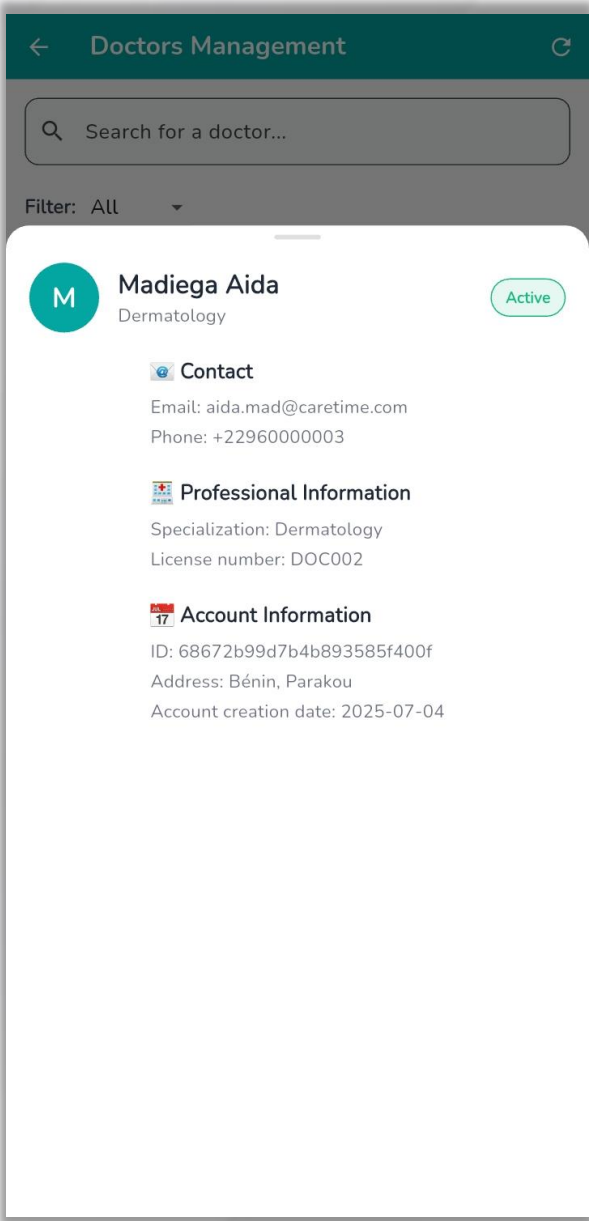 Doctors Management
Search for a doctor...
Filter: All
M
Madiega Aida
Active
Dermatology
Contact
Email: aida.mad@caretime.com
Phone: +22960000003
Professional Information
Specialization: Dermatology
License number: DOC002
JUL
17
Account Information
ID: 68672b99d7b4b893585f400f
Address: Bénin, Parakou
Account creation date: 2025-07-04